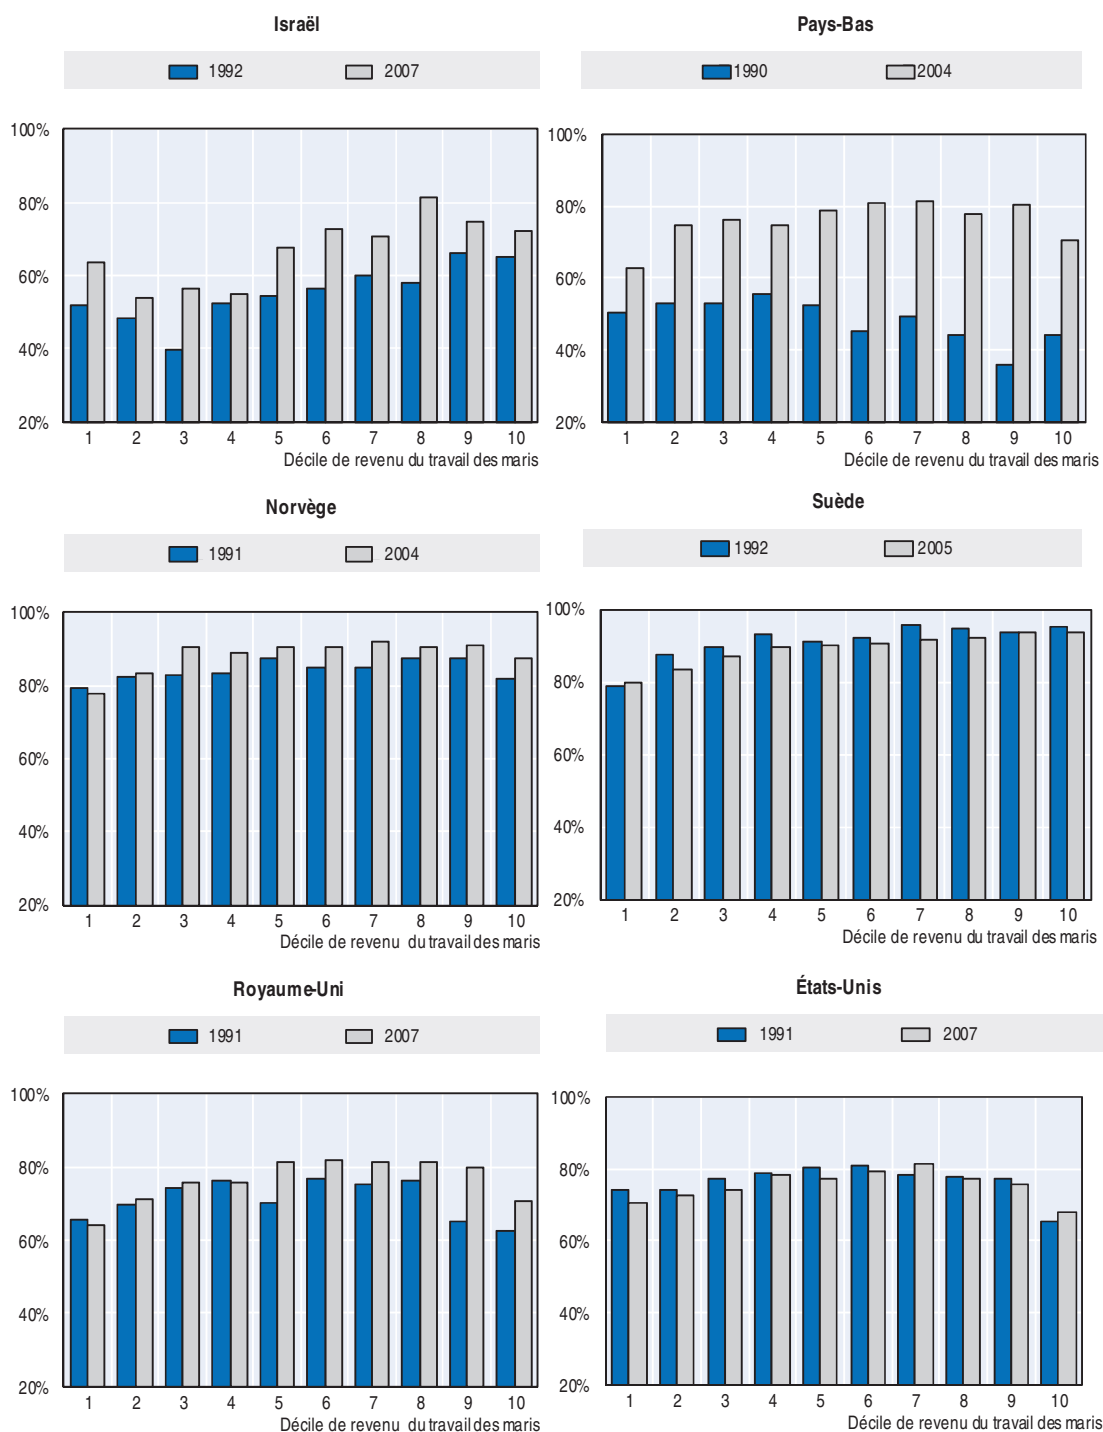 Israël
1992 2007
100%
80%
60%
40%
20%
1 2 3 4 5 6 7 8 9 10
Décile de revenu du travail des maris
Pays-Bas
1990 2004
100%
80%
60%
40%
20%
1 2 3 4 5 6 7 8 9 10
Décile de revenu du travail des maris
Norvège
1991 2004
100%
80%
60%
40%
20%
1 2 3 4 5 6 7 8 9 10
Décile de revenu du travail des maris
Suède
1992 2005
100%
80%
60%
40%
20%
1 2 3 4 5 6 7 8 9 10
Décile de revenu du travail des maris
Royaume-Uni
1991 2007
100%
80%
60%
40%
20%
1 2 3 4 5 6 7 8 9 10
Décile de revenu du travail des maris
États-Unis
1991 2007
100%
80%
60%
40%
20%
1 2 3 4 5 6 7 8 9 10
Décile de revenu du travail des maris